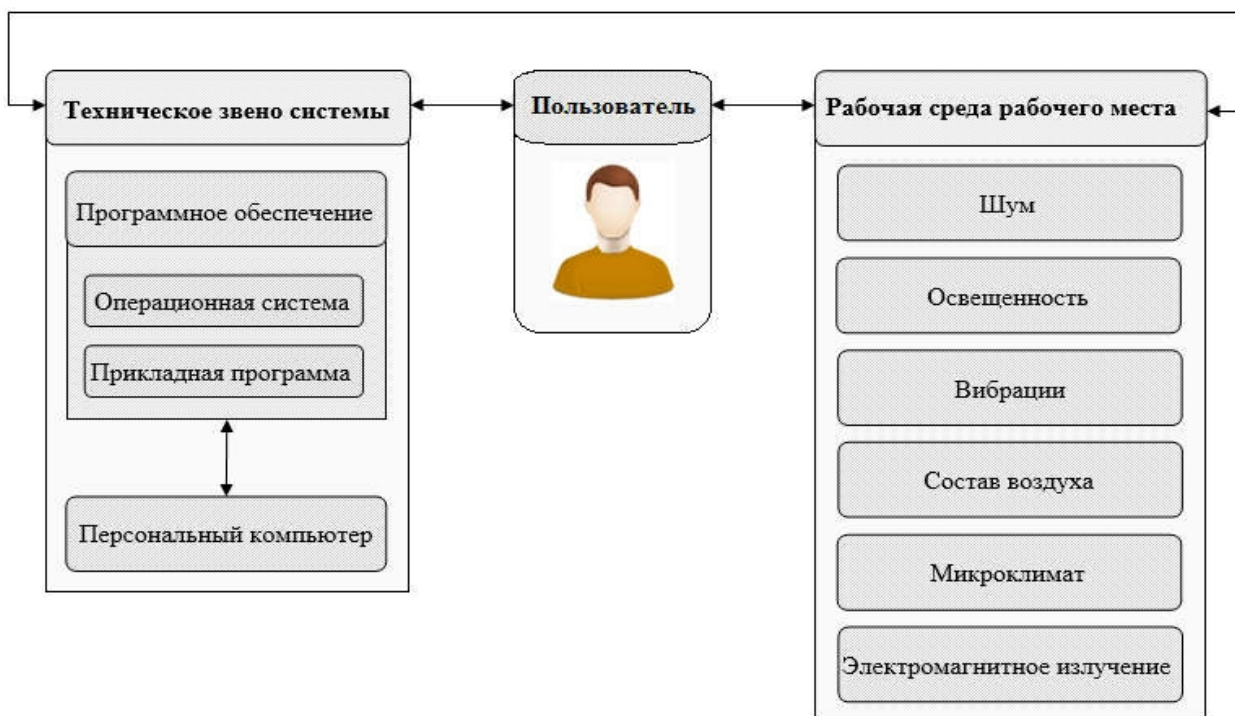 Техническое звено системы
Программное обеспечение
Операционная система
Прикладная программа
Персональный компьютер
Пользователь
Рабочая среда рабочего места
Шум
Освещенность
Вибрации
Состав воздуха
Микроклимат
Электромагнитное излучение